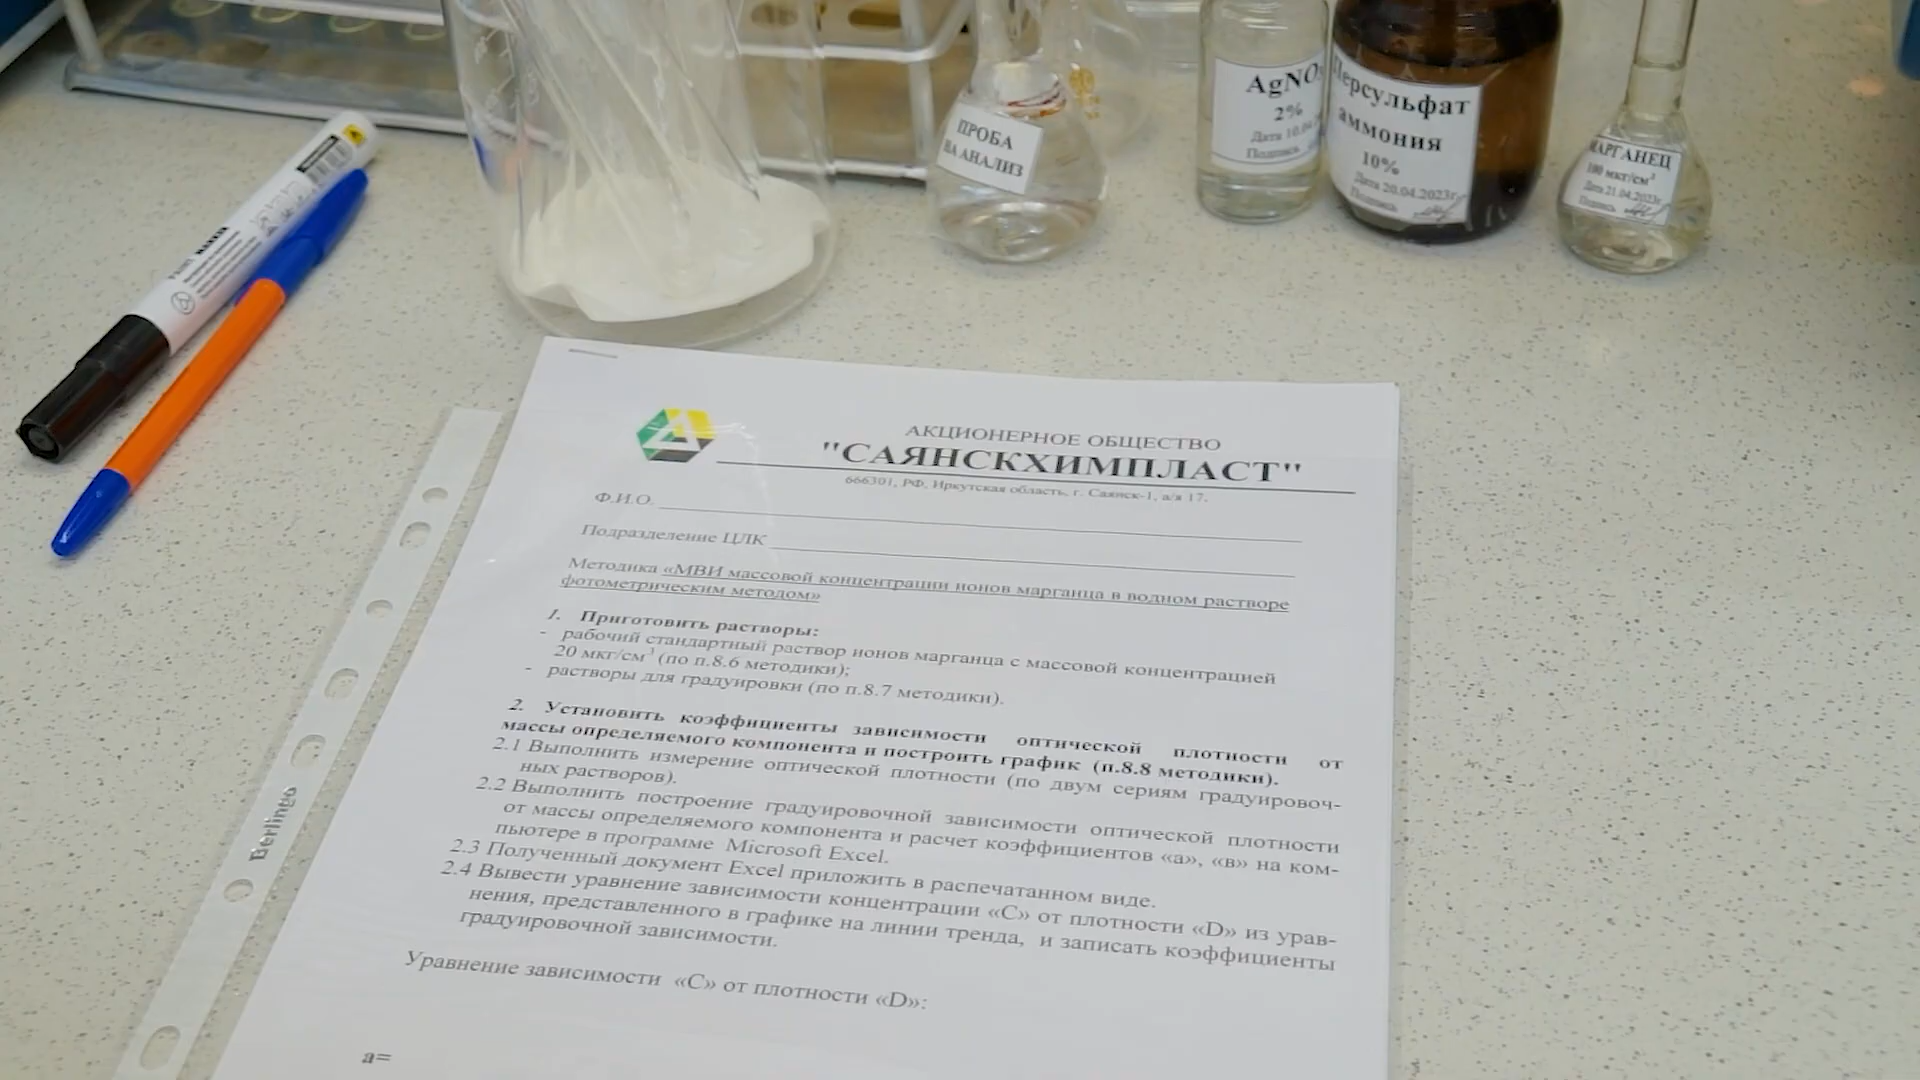 ПРОБА
НА АНАЛИЗ
AgNO3
2%
Дата 10.04
Подпись
Персульфат
аммония
10%
Дата 20.04.2023г
Подпись
МАРГАНЕЦ
100 мкг/см³
Дата 21.04.2023г
Подпись
MARKER
Berlingo
АКЦИОНЕРНОЕ ОБЩЕСТВО
"САЯНСКХИМПЛАСТ"
666301, РФ, Иркутская область, г. Саянск-1, а/я 17.
Ф.И.О.
Подразделение ЦЛК
Методика «МВИ массовой концентрации ионов марганца в водном растворе
фотометрическим методом»
1. Приготовить растворы:
- рабочий стандартный раствор ионов марганца с массовой концентрацией
20 мкг/см³ (по п.8.6 методики);
- растворы для градуировки (по п.8.7 методики).
2. Установить коэффициенты зависимости оптической плотности от
массы определяемого компонента и построить график (п.8.8 методики).
2.1 Выполнить измерение оптической плотности (по двум сериям градуировоч-
ных растворов).
2.2 Выполнить построение градуировочной зависимости оптической плотности
от массы определяемого компонента и расчет коэффициентов «а», «в» на ком-
пьютере в программе Microsoft Excel.
2.3 Полученный документ Excel приложить в распечатанном виде.
2.4 Вывести уравнение зависимости концентрации «С» от плотности «D» из урав-
нения, представленного в графике на линии тренда, и записать коэффициенты
градуировочной зависимости.
Уравнение зависимости «С» от плотности «D»:
а=